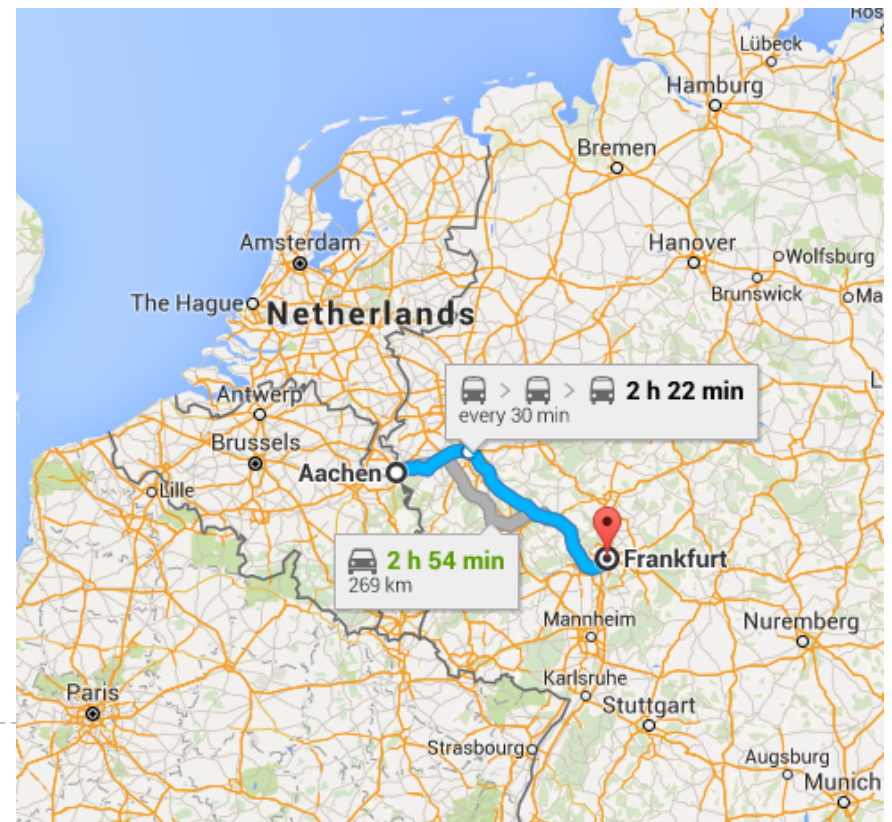 Ros
Lübeck
Hamburg
Bremen
Amsterdam
Hanover
Wolfsburg
The Hague
Netherlands
Brunswick
Ma
Antwerp
> > 2 h 22 min
every 30 min
L
Brussels
Aachen
Lille
2 h 54 min
269 km
Frankfurt
Mannheim
Nuremberg
Karlsruhe
Paris
Stuttgart
Strasbourg
Augsburg
Munich